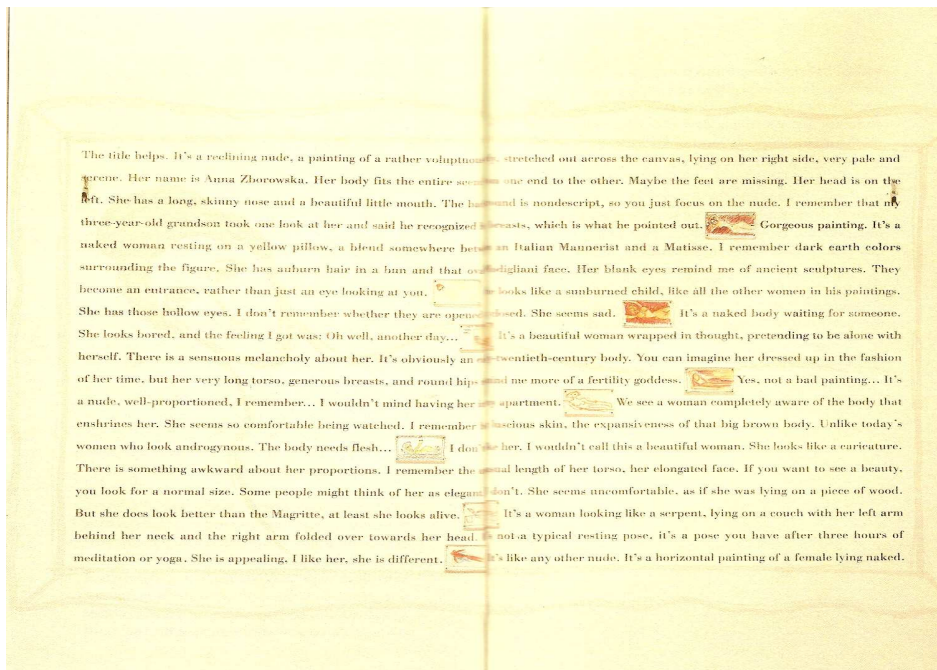 The title helps. It's a reclining nude, a painting of a rather stretched out across the canvas, lying on her right side, very pale and
serene. Her name is Anna Zborowska. Her body fits the entire one end to the other. Maybe the feet are missing. Her head is on the
left. She has a long, skinny nose and a beautiful little mouth. The is nondescript, so you just focus on the nude. I remember that my
three-year-old grandson took one look at her and said he recognized which is what he pointed out. Gorgeous painting. It's a
naked woman resting on a yellow pillow, a blend somewhere an Italian Mannerist and a Matisse. I remember dark earth colors
surrounding the figure. She has auburn hair in a bun and that face. Her blank eyes remind me of ancient sculptures. They
become an entrance, rather than just an eye looking at you. looks like a sunburned child, like all the other women in his paintings.
She has those hollow eyes. I don't remember whether they are She seems sad. It's a naked body waiting for someone.
She looks bored, and the feeling I got was: Oh well, another day... It's a beautiful woman wrapped in thought, pretending to be alone with
herself. There is a sensuous melancholy about her. It's obviously an twentieth-century body. You can imagine her dressed up in the fashion
of her time, but her very long torso, generous breasts, and round hips me more of a fertility goddess. Yes, not a bad painting... It's
a nude, well-proportioned, I remember... I wouldn't mind having her apartment. We see a woman completely aware of the body that
enshrines her. She seems so comfortable being watched. I remember skin, the expansiveness of that big brown body. Unlike today's
women who look androgynous. The body needs flesh... I her. I wouldn't call this a beautiful woman. She looks like a caricature.
There is something awkward about her proportions. I remember the length of her torso, her elongated face. If you want to see a beauty,
you look for a normal size. Some people might think of her as don't. She seems uncomfortable, as if she was lying on a piece of wood.
But she does look better than the Magritte, at least she looks alive. It's a woman looking like a serpent, lying on a couch with her left arm
behind her neck and the right arm folded over towards her head. not a typical resting pose, it's a pose you have after three hours of
meditation or yoga. She is appealing, I like her, she is different. like any other nude. It's a horizontal painting of a female lying naked.